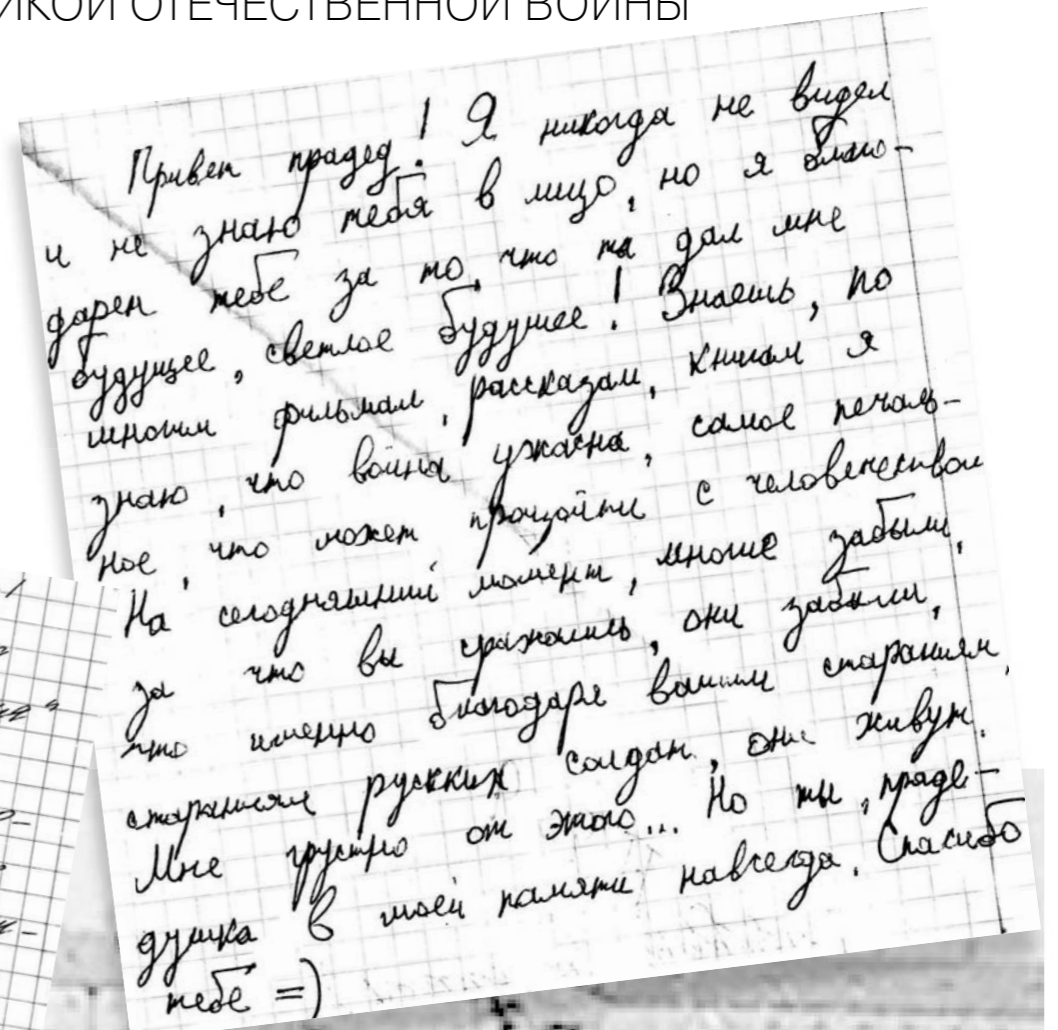 ИКОЙ ОТЕЧЕСТВЕННОЙ ВОЙНЫ
Привет прадед! Я никогда не видел
и не знаю тебя в лицо, но я благо-
дарен тебе за то, что ты дал мне
будущее, светлое будущее! Знаешь, по
многим фильмам, рассказам, книгам я
знаю, что война ужасна, самое печаль-
ное, что может произойти с человечеством
На сегодняшний момент, многие забыли,
за что вы сражались, они забыли,
что именно благодаря вашим стараниям,
стараниям русских солдат, они живут.
Мне грустно от этого... Но ты, праде-
душка в моей памяти навсегда. Спасибо
тебе =)